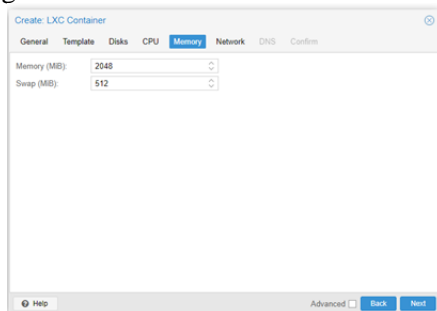 Create: LXC Container
General Template Disks CPU Memory Network DNS Confirm
Memory (MiB): 2048
Swap (MiB): 512
Help Advanced Back Next